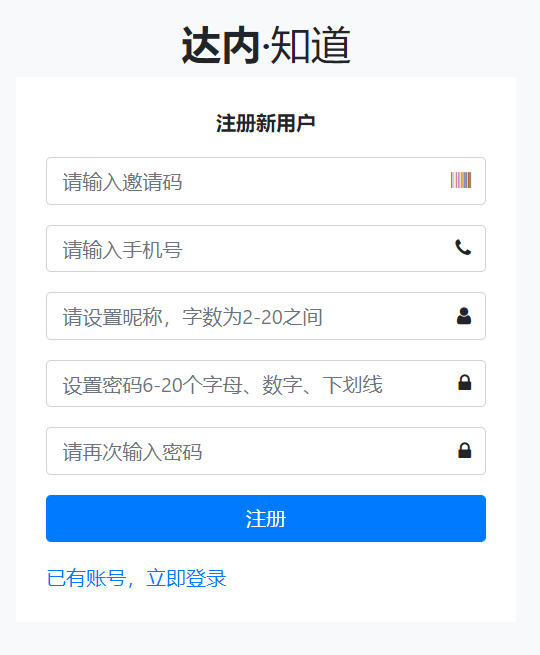 达内·知道
注册新用户
请输入邀请码
请输入手机号
请设置昵称，字数为2-20之间
设置密码6-20个字母、数字、下划线
请再次输入密码
注册
已有账号，立即登录